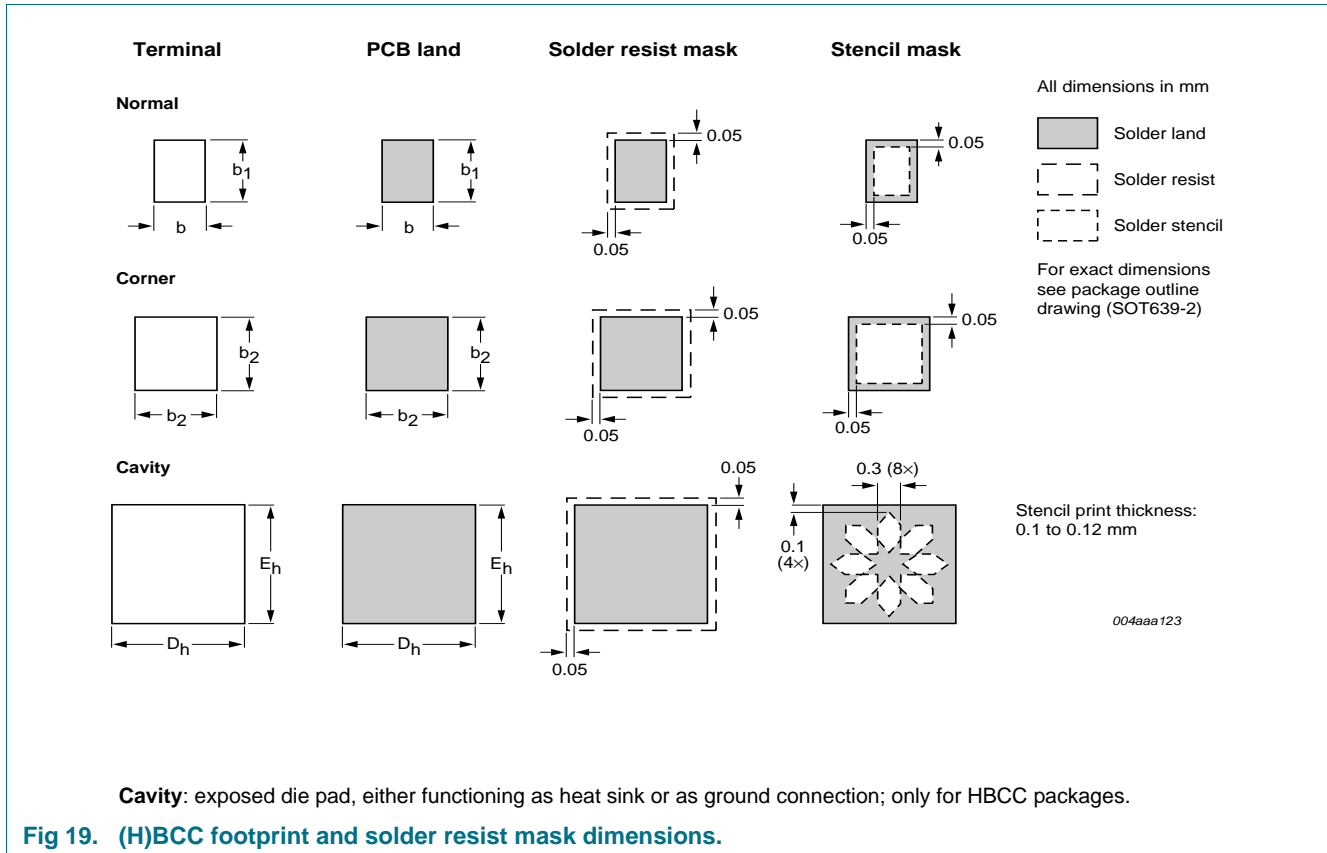 Terminal PCB land Solder resist mask Stencil mask
All dimensions in mm
Solder land
Solder resist
Solder stencil
For exact dimensions
see package outline
drawing (SOT639-2)
Normal
b1
b
b1
b
0.05
0.05
0.05
0.05
Corner
b2
b2
b2
b2
0.05
0.05
0.05
0.05
Cavity
Eh
Dh
Eh
Dh
0.05
0.05
0.3 (8×)
0.1
(4×)
Stencil print thickness:
0.1 to 0.12 mm
004aaa123
Cavity: exposed die pad, either functioning as heat sink or as ground connection; only for HBCC packages.
Fig 19. (H)BCC footprint and solder resist mask dimensions.